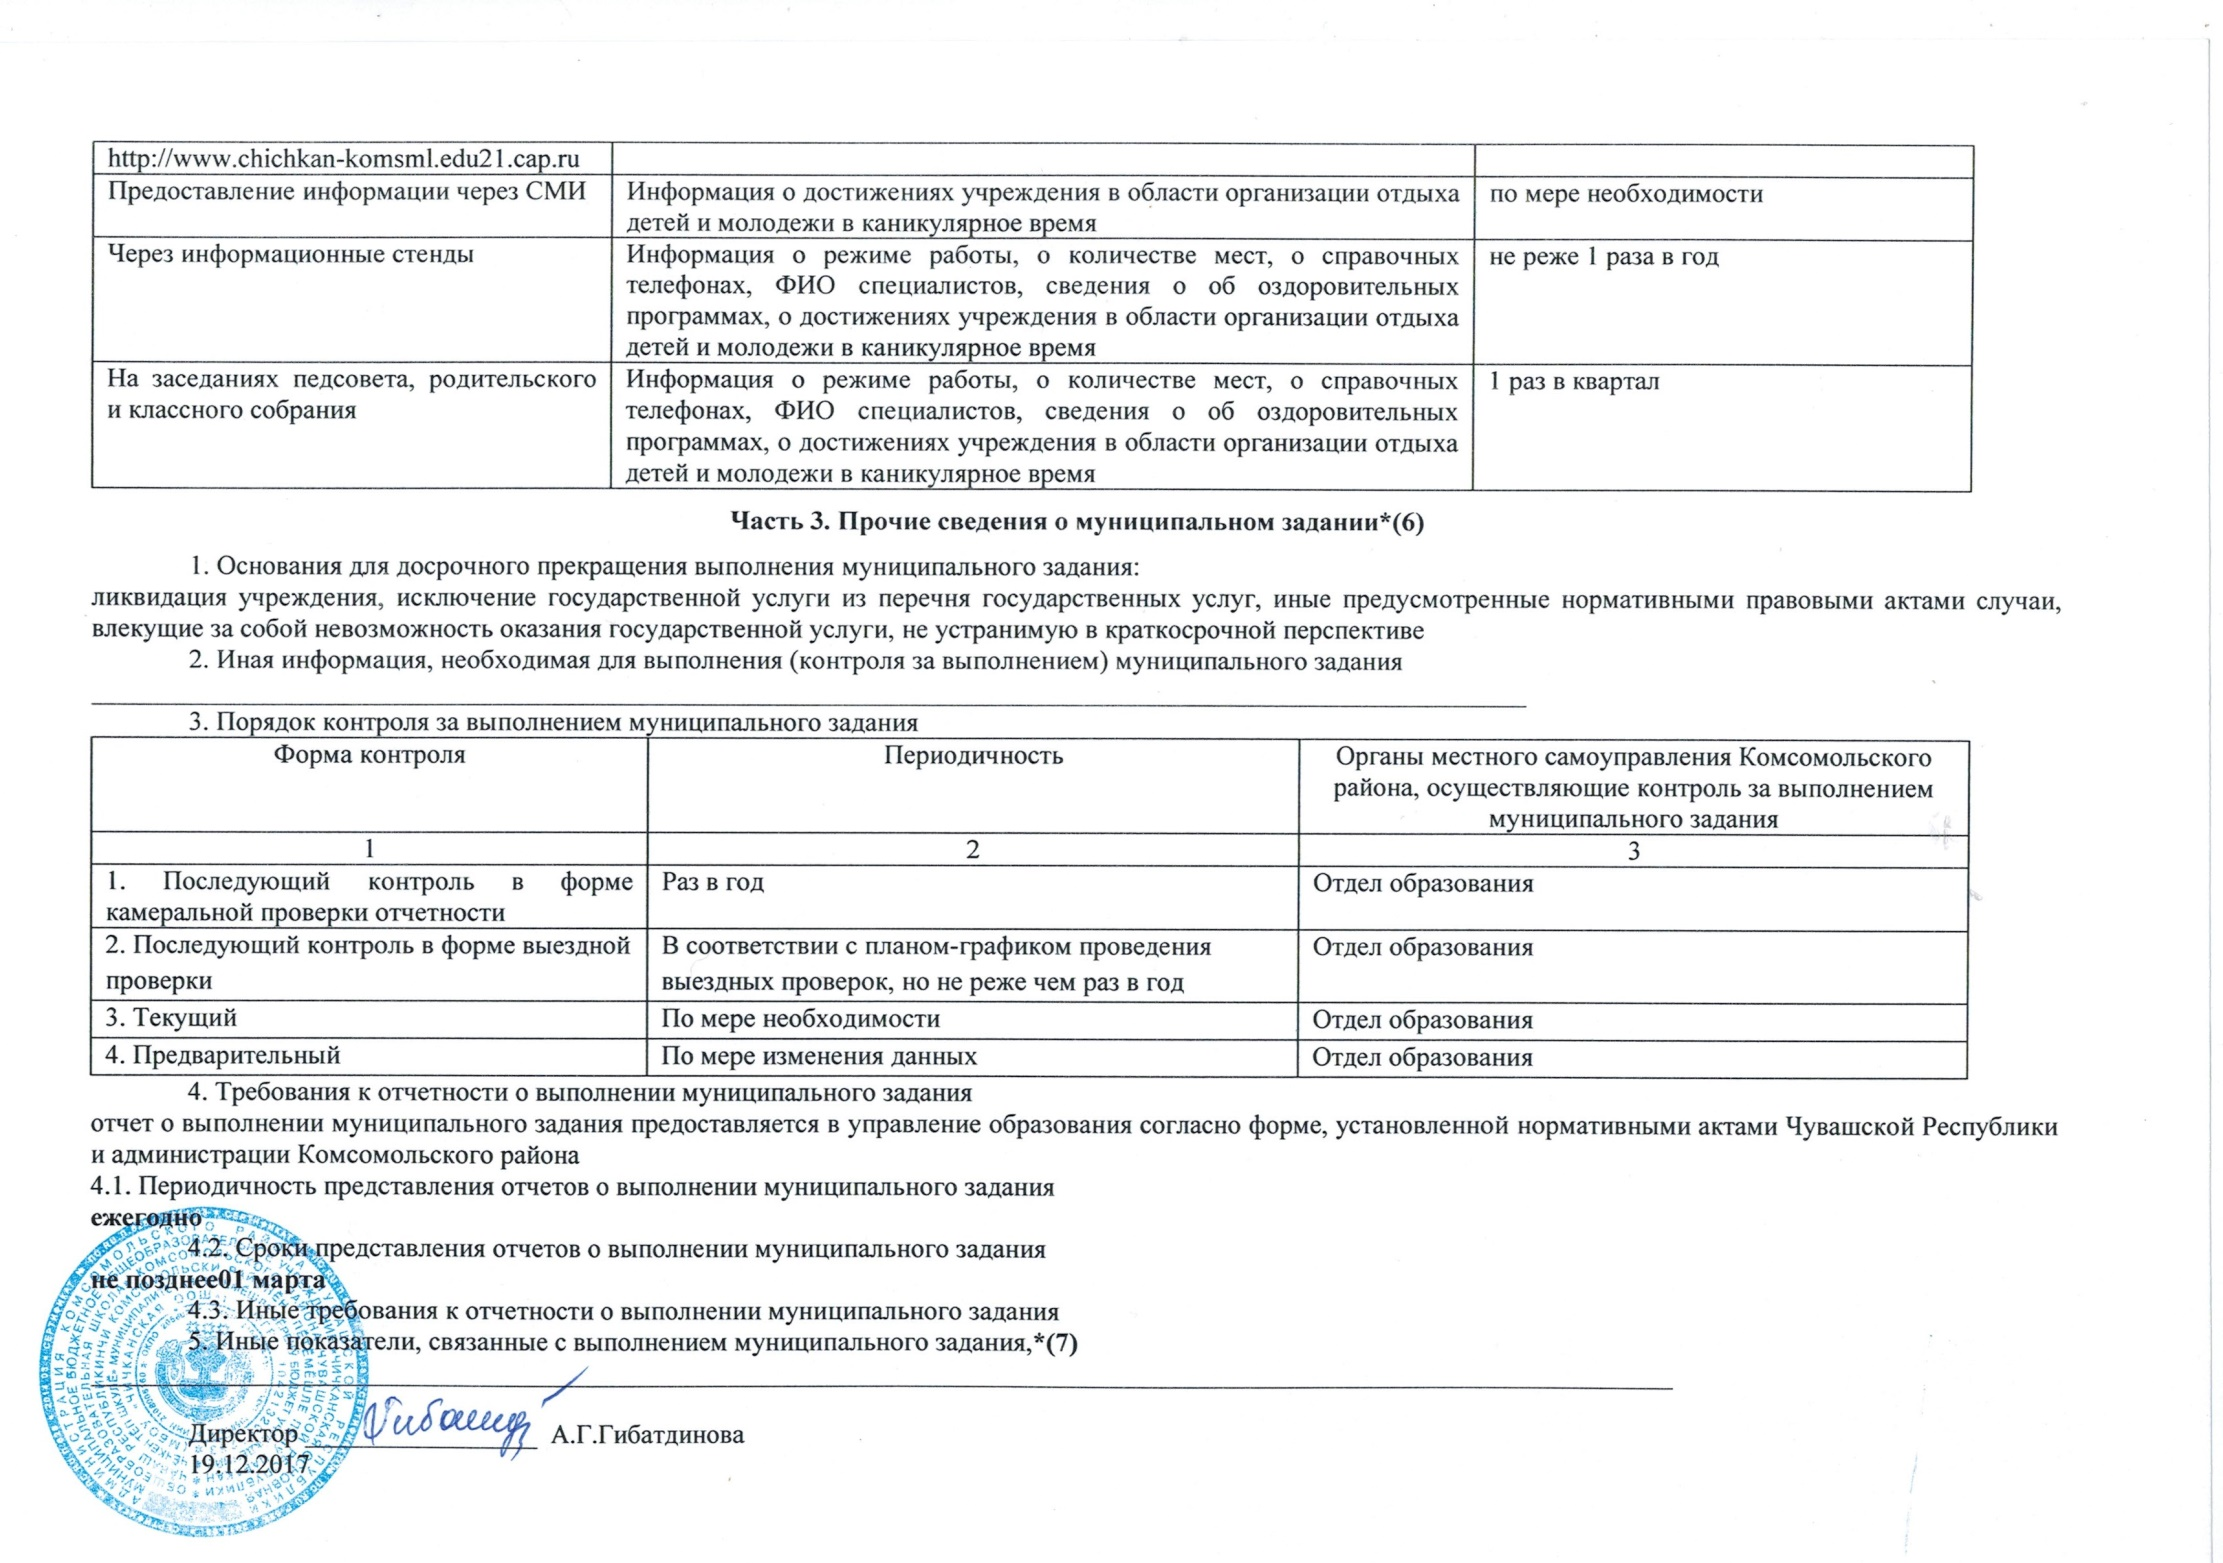 http://www.chichkan-komsml.edu21.cap.ru
Предоставление информации через СМИ
Информация о достижениях учреждения в области организации отдыха
детей и молодежи в каникулярное время
по мере необходимости
Через информационные стенды
Информация о режиме работы, о количестве мест, о справочных
телефонах, ФИО специалистов, сведения о об оздоровительных
программах, о достижениях учреждения в области организации отдыха
детей и молодежи в каникулярное время
не реже 1 раза в год
На заседаниях педсовета, родительского
и классного собрания
Информация о режиме работы, о количестве мест, о справочных
телефонах, ФИО специалистов, сведения о об оздоровительных
программах, о достижениях учреждения в области организации отдыха
детей и молодежи в каникулярное время
1 раз в квартал
Часть 3. Прочие сведения о муниципальном задании*(6)
1. Основания для досрочного прекращения выполнения муниципального задания:
ликвидация учреждения, исключение государственной услуги из перечня государственных услуг, иные предусмотренные нормативными правовыми актами случаи,
влекущие за собой невозможность оказания государственной услуги, не устранимую в краткосрочной перспективе
2. Иная информация, необходимая для выполнения (контроля за выполнением) муниципального задания
3. Порядок контроля за выполнением муниципального задания
Форма контроля
Периодичность
Органы местного самоуправления Комсомольского
района, осуществляющие контроль за выполнением
муниципального задания
1
2
3
1. Последующий контроль в форме
камеральной проверки отчетности
Раз в год
Отдел образования
2. Последующий контроль в форме выездной
проверки
В соответствии с планом-графиком проведения
выездных проверок, но не реже чем раз в год
Отдел образования
3. Текущий
По мере необходимости
Отдел образования
4. Предварительный
По мере изменения данных
Отдел образования
4. Требования к отчетности о выполнении муниципального задания
отчет о выполнении муниципального задания предоставляется в управление образования согласно форме, установленной нормативными актами Чувашской Республики
и администрации Комсомольского района
4.1. Периодичность представления отчетов о выполнении муниципального задания
ежегодно
4.2. Сроки представления отчетов о выполнении муниципального задания
не позднее01 марта
4.3. Иные требования к отчетности о выполнении муниципального задания
5. Иные показатели, связанные с выполнением муниципального задания,*(7)
Директор А.Г.Гибатдинова
19.12.2017